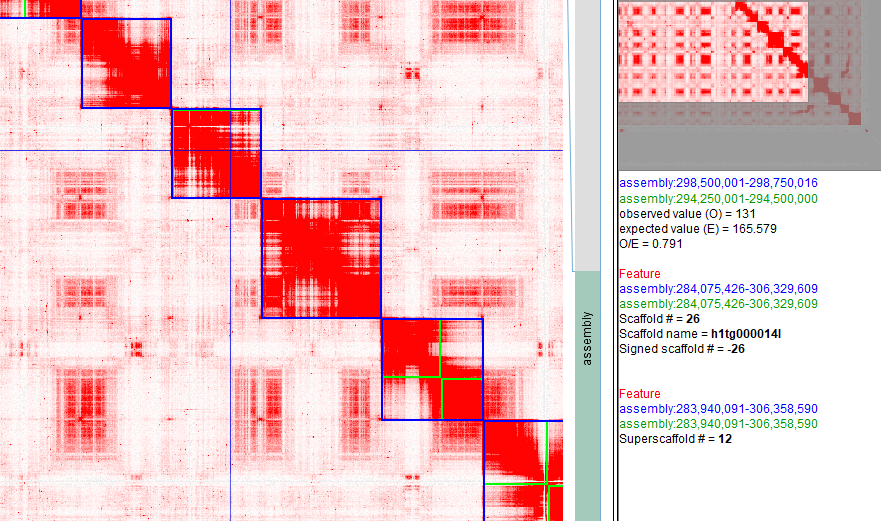 assembly
assembly:298,500,001-298,750,016
assembly:294,250,001-294,500,000
observed value (O) = 131
expected value (E) = 165.579
O/E = 0.791
Feature
assembly:284,075,426-306,329,609
assembly:284,075,426-306,329,609
Scaffold # = 26
Scaffold name = h1tg000014l
Signed scaffold # = -26
Feature
assembly:283,940,091-306,358,590
assembly:283,940,091-306,358,590
Superscaffold # = 12